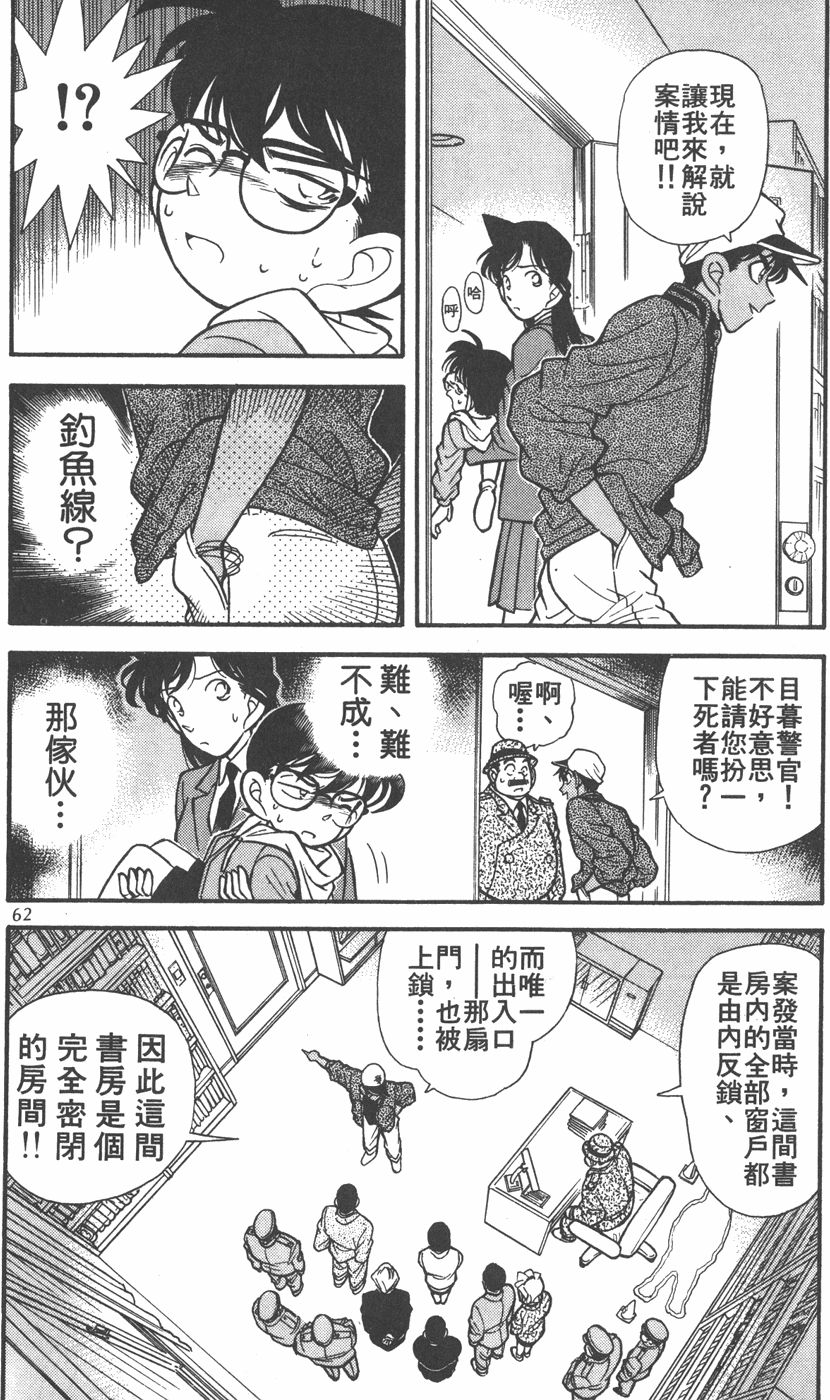 現在，就
讓我來解說
案情吧!!
哈
呼
!?
釣魚線？
目暮警官！
不好意思，
能請您扮一
下死者嗎？
啊、
喔…
難、難
不成…
那傢伙…
62
案發當時，這間書
房內的全部窗戶都
是由內反鎖、
而唯一
的出入口
——那扇
門，也被
上鎖……
因此這間
書房是個
完全密閉
的房間!!